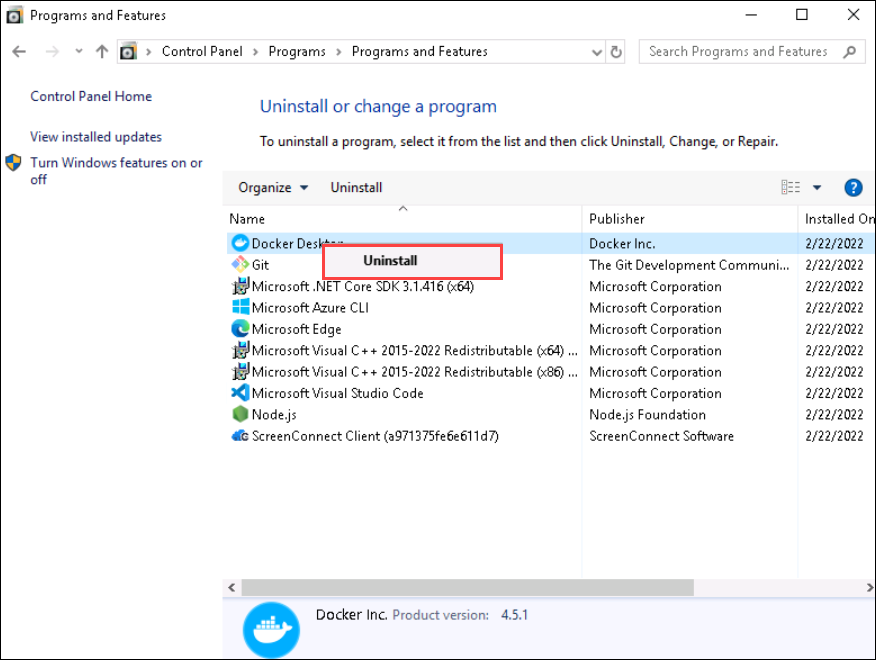 Programs and Features
Control Panel > Programs > Programs and Features
Search Programs and Features
Control Panel Home
View installed updates
Turn Windows features on or
off
Uninstall or change a program
To uninstall a program, select it from the list and then click Uninstall, Change, or Repair.
Organize Uninstall
?
Name Publisher Installed On
Docker Desktop Docker Inc. 2/22/2022
Uninstall
Git The Git Development Communi... 2/22/2022
Microsoft .NET Core SDK 3.1.416 (x64) Microsoft Corporation 2/22/2022
Microsoft Azure CLI Microsoft Corporation 2/22/2022
Microsoft Edge Microsoft Corporation 2/22/2022
Microsoft Visual C++ 2015-2022 Redistributable (x64) ... Microsoft Corporation 2/22/2022
Microsoft Visual C++ 2015-2022 Redistributable (x86) ... Microsoft Corporation 2/22/2022
Microsoft Visual Studio Code Microsoft Corporation 2/22/2022
Node.js Node.js Foundation 2/22/2022
ScreenConnect Client (a971375fe6e611d7) ScreenConnect Software 2/22/2022
Docker Inc. Product version: 4.5.1